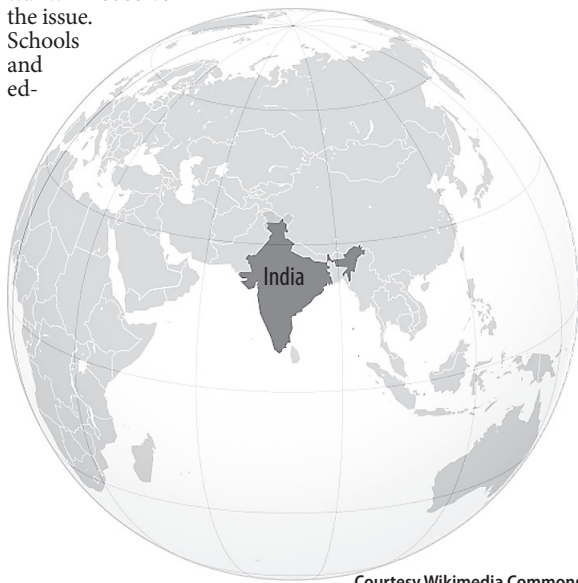 the issue.
Schools
and
ed-
India
Courtesy Wikimedia Commons